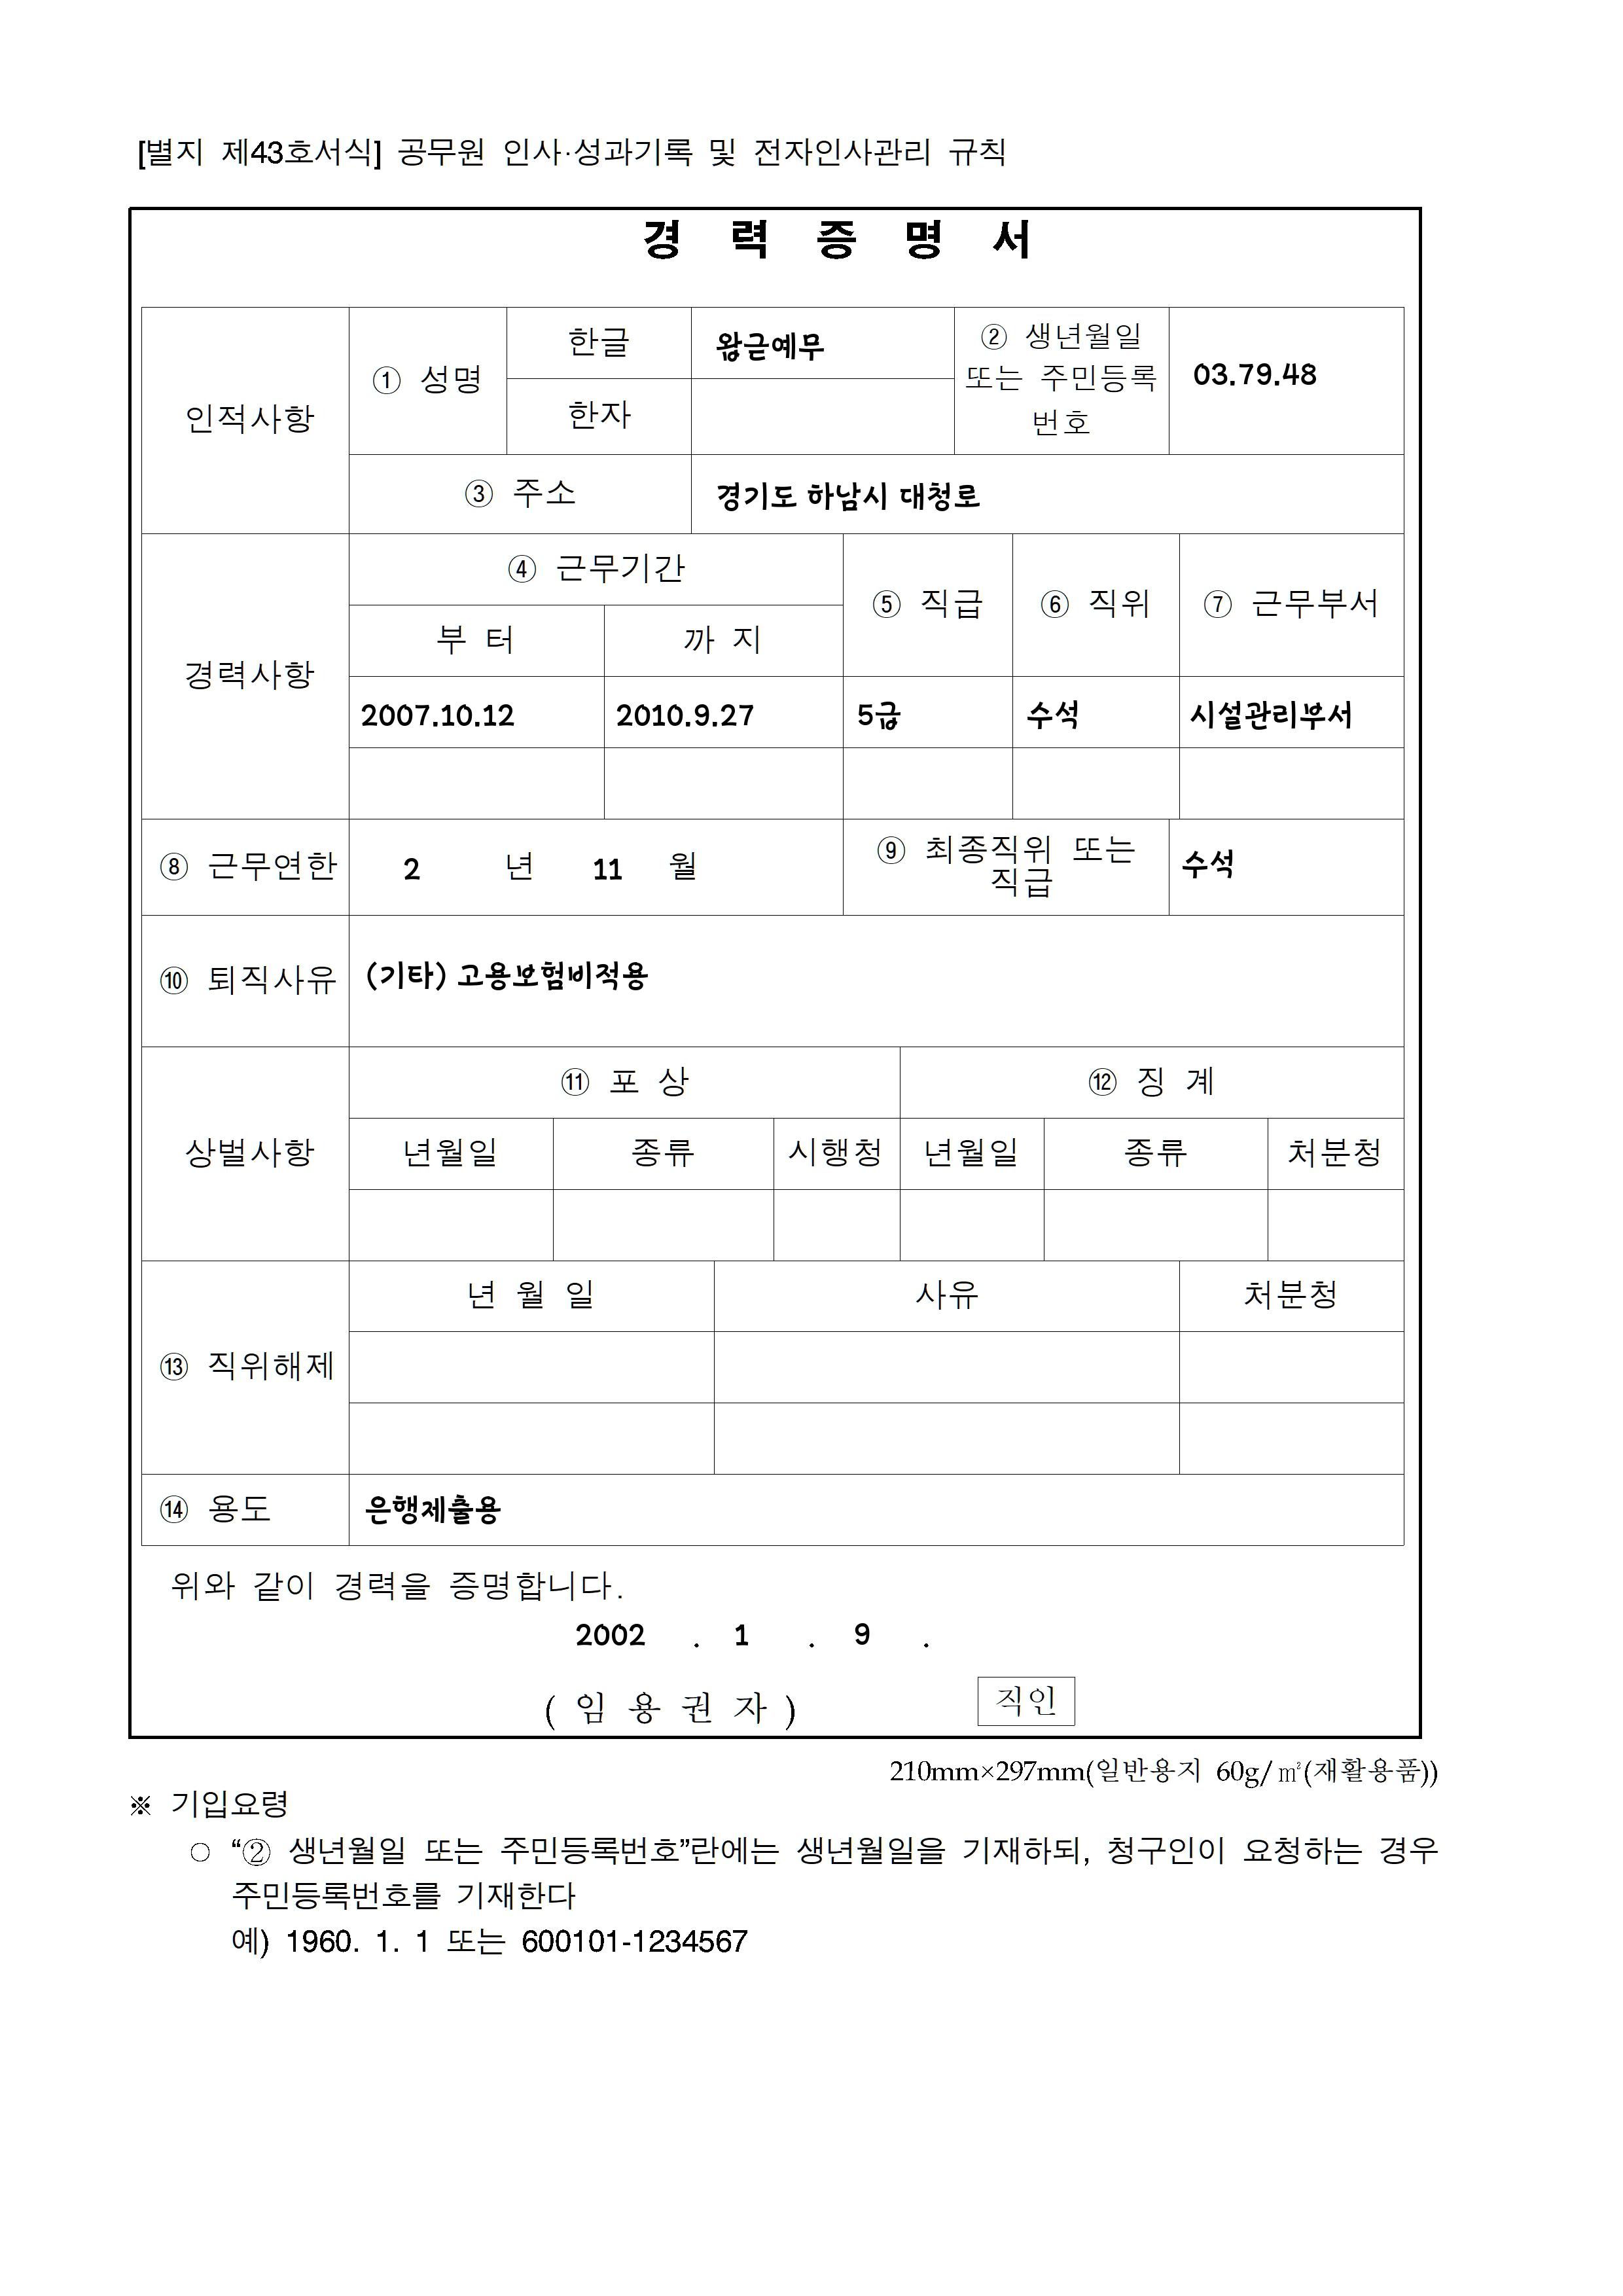 [별지 제43호서식] 공무원 인사·성과기록 및 전자인사관리 규칙
경 력 증 명 서
인적사항
① 성명
한글
왆귿예무
한자
② 생년월일
또는 주민등록
번호
03.79.48
③ 주소
경기도 하남시 대청로
경력사항
④ 근무기간
부 터
까 지
⑤ 직급
⑥ 직위
⑦ 근무부서
2007.10.12
2010.9.27
5급
수석
시설관리부서
⑧ 근무연한
2 년 11 월
⑨ 최종직위 또는
직급
수석
⑩ 퇴직사유
(기타) 고용보험비적용
상벌사항
⑪ 포 상
⑫ 징 계
년월일
종류
시행청
년월일
종류
처분청
⑬ 직위해제
년 월 일
사유
처분청
⑭ 용도
은행제출용
위와 같이 경력을 증명합니다.
2002 . 1 . 9 .
( 임 용 권 자 )
직인
210mm×297mm(일반용지 60g/㎡(재활용품))
※ 기입요령
○ “② 생년월일 또는 주민등록번호”란에는 생년월일을 기재하되, 청구인이 요청하는 경우
주민등록번호를 기재한다
예) 1960. 1. 1 또는 600101-1234567